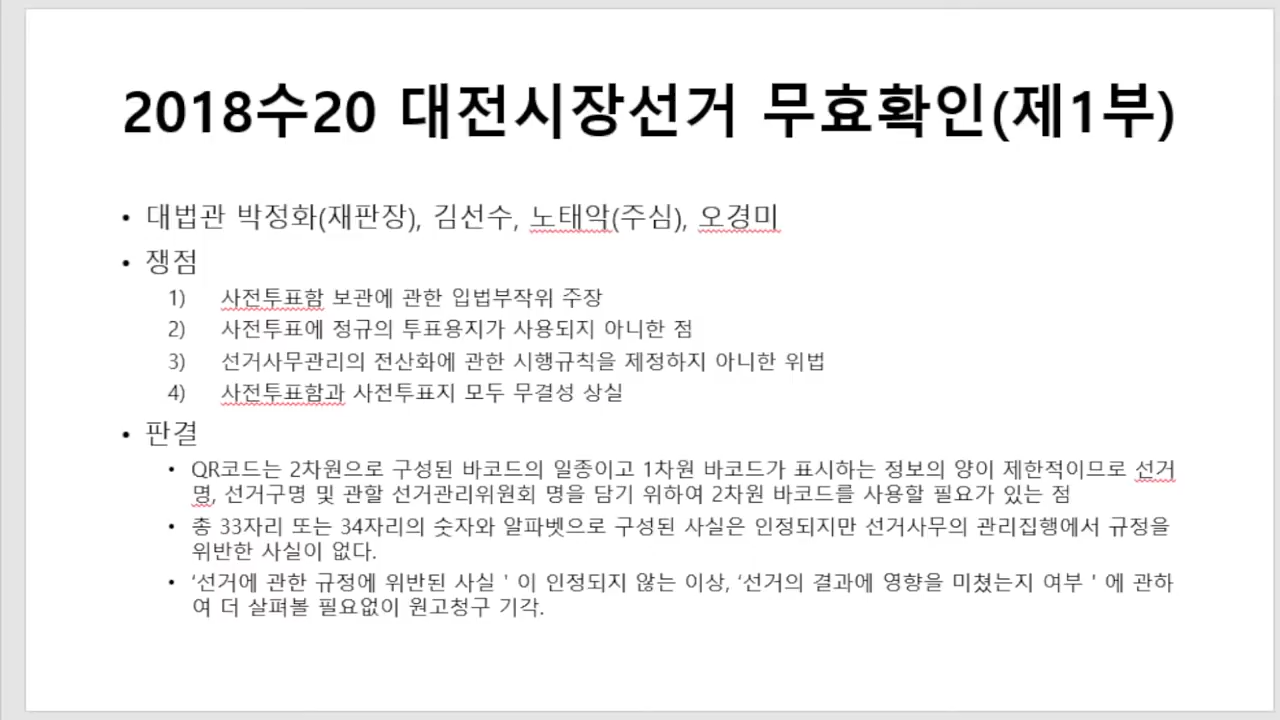 2018수20 대전시장선거 무효확인(제1부)
• 대법관 박정화(재판장), 김선수, 노태악(주심), 오경미
• 쟁점
1) 사전투표함 보관에 관한 입법부작위 주장
2) 사전투표에 정규의 투표용지가 사용되지 아니한 점
3) 선거사무관리의 전산화에 관한 시행규칙을 제정하지 아니한 위법
4) 사전투표함과 사전투표지 모두 무결성 상실
• 판결
• QR코드는 2차원으로 구성된 바코드의 일종이고 1차원 바코드가 표시하는 정보의 양이 제한적이므로 선거
명, 선거구명 및 관할 선거관리위원회 명을 담기 위하여 2차원 바코드를 사용할 필요가 있는 점
• 총 33자리 또는 34자리의 숫자와 알파벳으로 구성된 사실은 인정되지만 선거사무의 관리집행에서 규정을
위반한 사실이 없다.
• ‘선거에 관한 규정에 위반된 사실 ' 이 인정되지 않는 이상, ‘선거의 결과에 영향을 미쳤는지 여부 ' 에 관하
여 더 살펴볼 필요없이 원고청구 기각.